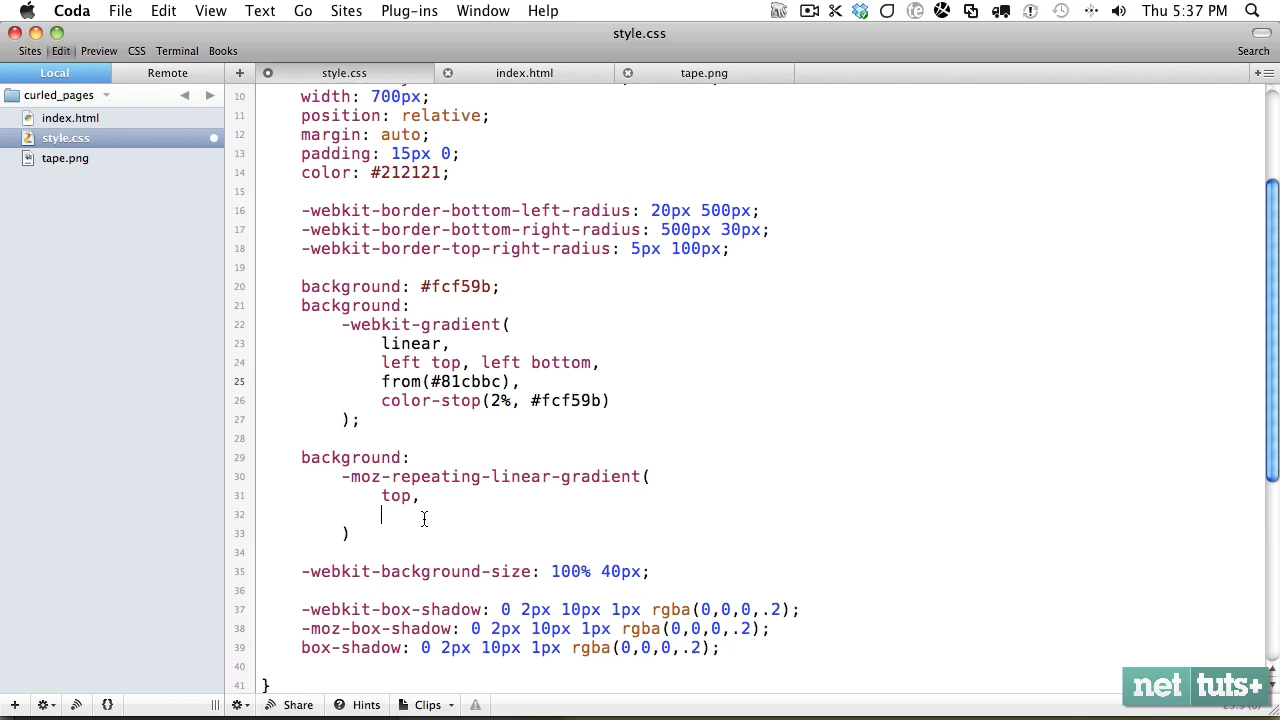 Coda File Edit View Text Go Sites Plug-ins Window Help Thu 5:37 PM
style.css
Sites Edit Preview CSS Terminal Books Search
Local Remote + style.css index.html tape.png
curled_pages
index.html
style.css
tape.png
10 width: 700px;
11 position: relative;
12 margin: auto;
13 padding: 15px 0;
14 color: #212121;
15
16 -webkit-border-bottom-left-radius: 20px 500px;
17 -webkit-border-bottom-right-radius: 500px 30px;
18 -webkit-border-top-right-radius: 5px 100px;
19
20 background: #fcf59b;
21 background:
22 -webkit-gradient(
23 linear,
24 left top, left bottom,
25 from(#81cbbc),
26 color-stop(2%, #fcf59b)
27 );
28
29 background:
30 -moz-repeating-linear-gradient(
31 top,
32
33 )
34
35 -webkit-background-size: 100% 40px;
36
37 -webkit-box-shadow: 0 2px 10px 1px rgba(0,0,0,.2);
38 -moz-box-shadow: 0 2px 10px 1px rgba(0,0,0,.2);
39 box-shadow: 0 2px 10px 1px rgba(0,0,0,.2);
40
41 }
net tuts+
Share Hints Clips